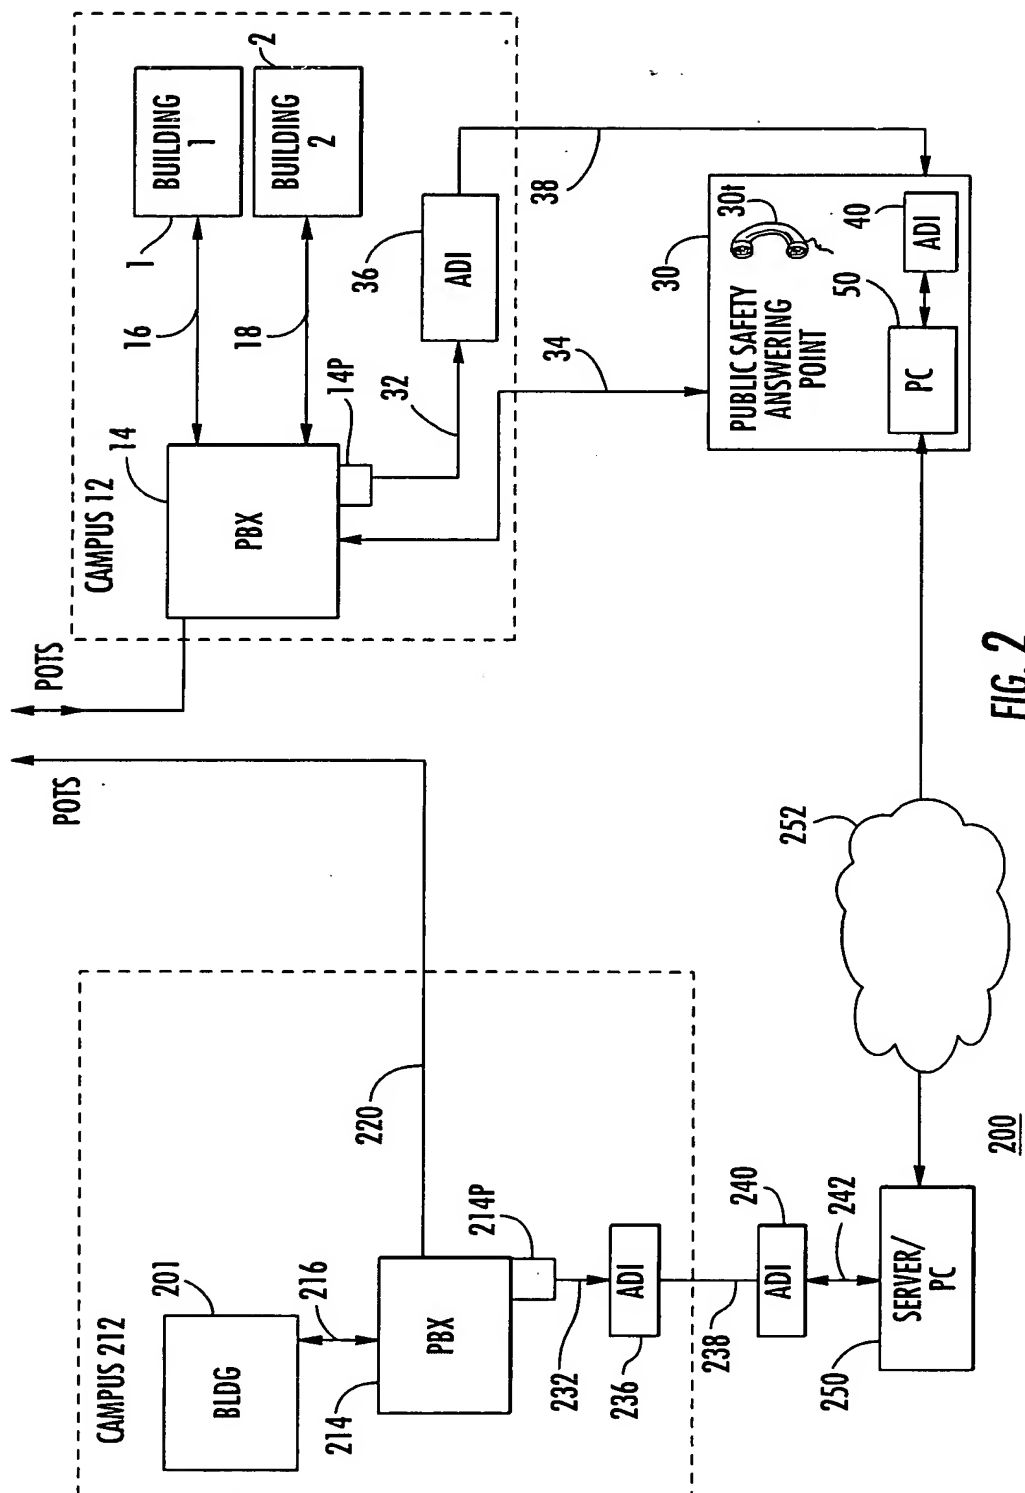 CAMPUS 212
BLDG
201
216
PBX
214
214P
232
ADI
236
238
ADI
240
242
SERVER/
PC
250
220
POTS
POTS
252
CAMPUS 12
14
PBX
14P
16
18
BUILDING
1
1
BUILDING
2
2
32
34
36
ADI
38
30
PUBLIC SAFETY
ANSWERING
POINT
30t
50
PC
40
ADI
200
FIG. 2